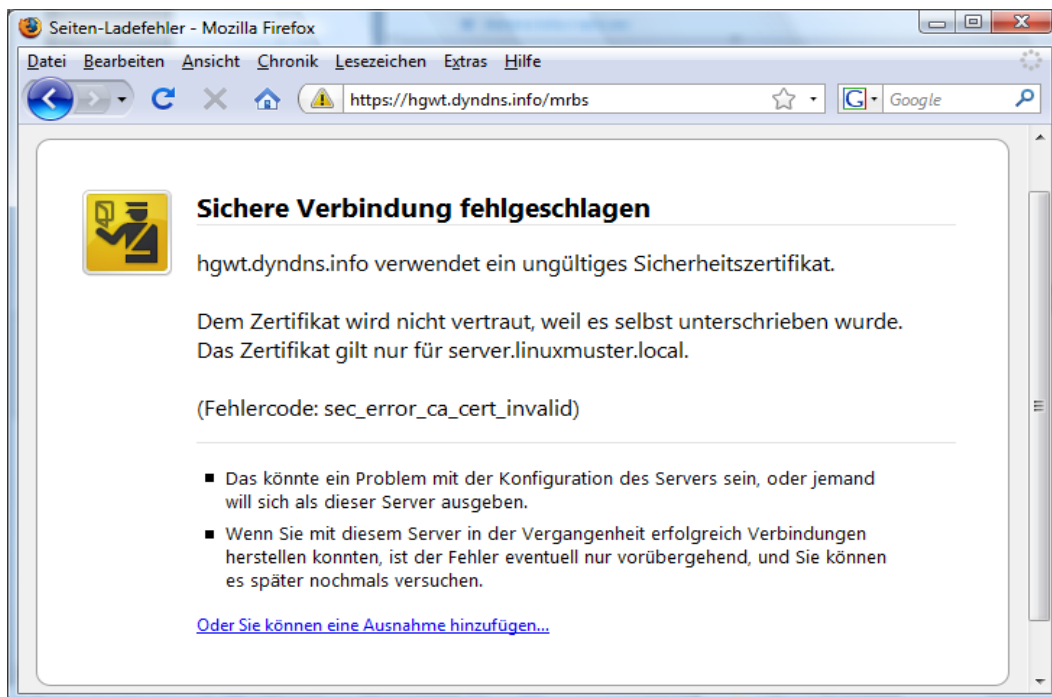 Seiten-Ladefehler - Mozilla Firefox
Datei Bearbeiten Ansicht Chronik Lesezeichen Extras Hilfe
https://hgwt.dyndns.info/mrbs G Google
Sichere Verbindung fehlgeschlagen
hgwt.dyndns.info verwendet ein ungültiges Sicherheitszertifikat.
Dem Zertifikat wird nicht vertraut, weil es selbst unterschrieben wurde.
Das Zertifikat gilt nur für server.linuxmuster.local.
(Fehlercode: sec_error_ca_cert_invalid)
Das könnte ein Problem mit der Konfiguration des Servers sein, oder jemand
will sich als dieser Server ausgeben.
Wenn Sie mit diesem Server in der Vergangenheit erfolgreich Verbindungen
herstellen konnten, ist der Fehler eventuell nur vorübergehend, und Sie können
es später nochmals versuchen.
Oder Sie können eine Ausnahme hinzufügen...